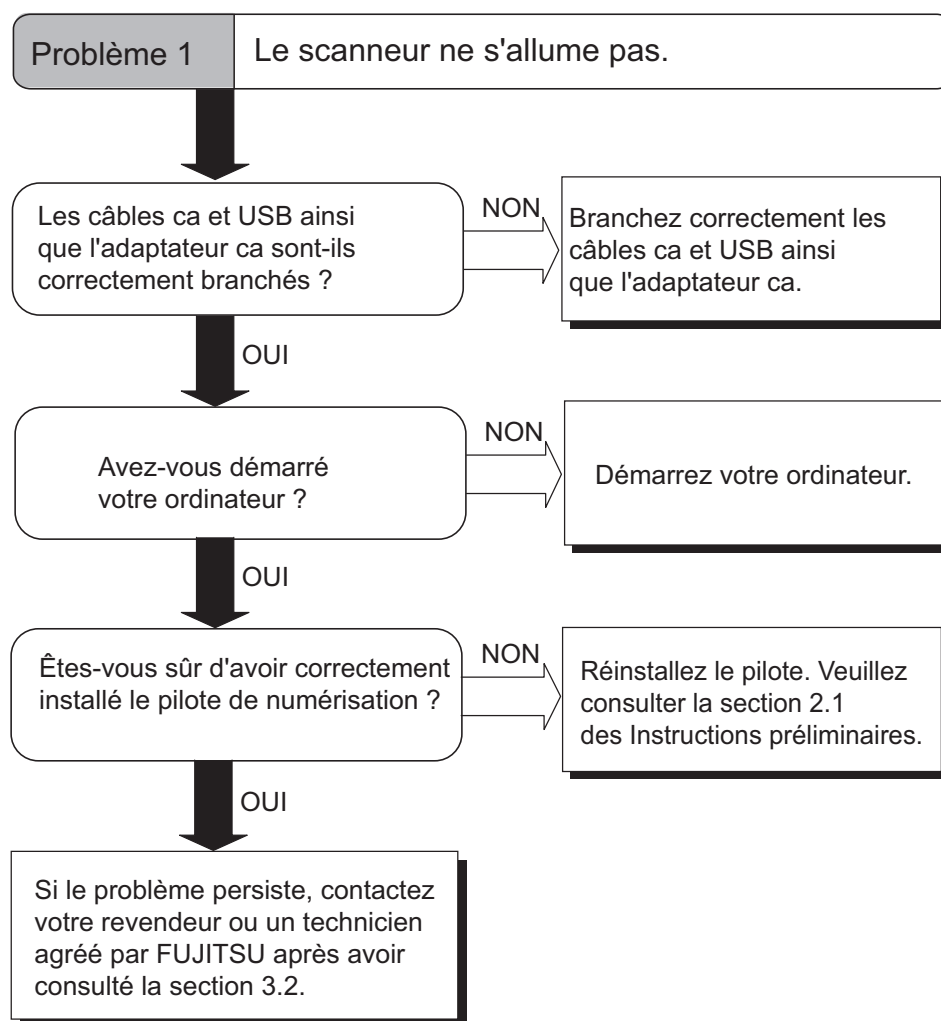 Problème 1
Le scanneur ne s'allume pas.
Les câbles ca et USB ainsi
que l'adaptateur ca sont-ils
correctement branchés ?
NON
Branchez correctement les
câbles ca et USB ainsi
que l'adaptateur ca.
OUI
Avez-vous démarré
votre ordinateur ?
NON
Démarrez votre ordinateur.
OUI
Êtes-vous sûr d'avoir correctement
installé le pilote de numérisation ?
NON
Réinstallez le pilote. Veuillez
consulter la section 2.1
des Instructions préliminaires.
OUI
Si le problème persiste, contactez
votre revendeur ou un technicien
agréé par FUJITSU après avoir
consulté la section 3.2.